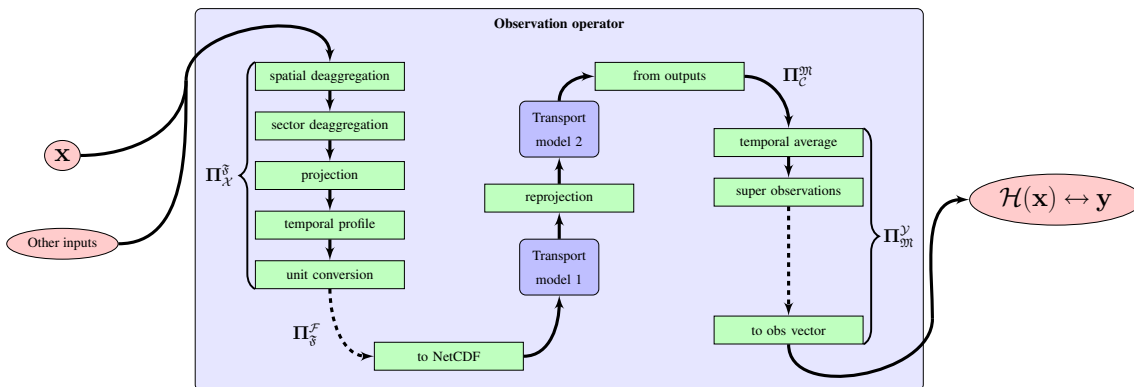 Observation operator
x
Other inputs
spatial deaggregation
sector deaggregation
projection
temporal profile
unit conversion
Π_𝒳^𝔉
Π_𝔉^ℱ
to NetCDF
Transport
model 1
reprojection
Transport
model 2
from outputs
Π_𝒞^𝔐
temporal average
super observations
to obs vector
Π_𝔐^𝒴
ℋ(x) ↔ y